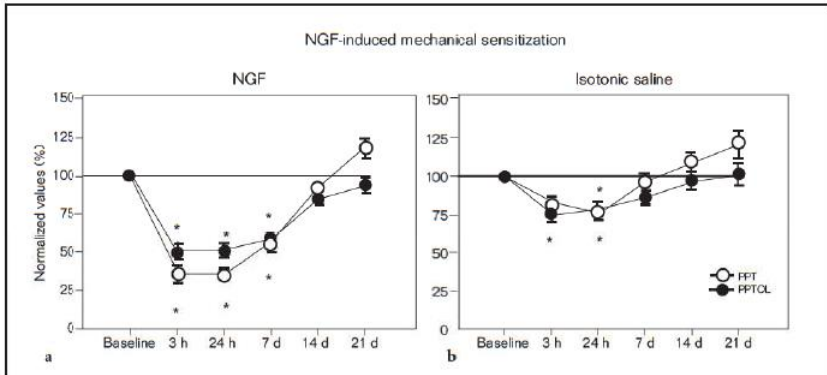 NGF-induced mechanical sensitization
NGF
Isotonic saline
Normalized values (%)
150
125
100
75
50
25
0
* * *
* * *
Baseline 3 h 24 h 7 d 14 d 21 d
a
150
125
100
75
50
25
0
*
* *
PPT
PPTOL
Baseline 3 h 24 h 7 d 14 d 21 d
b